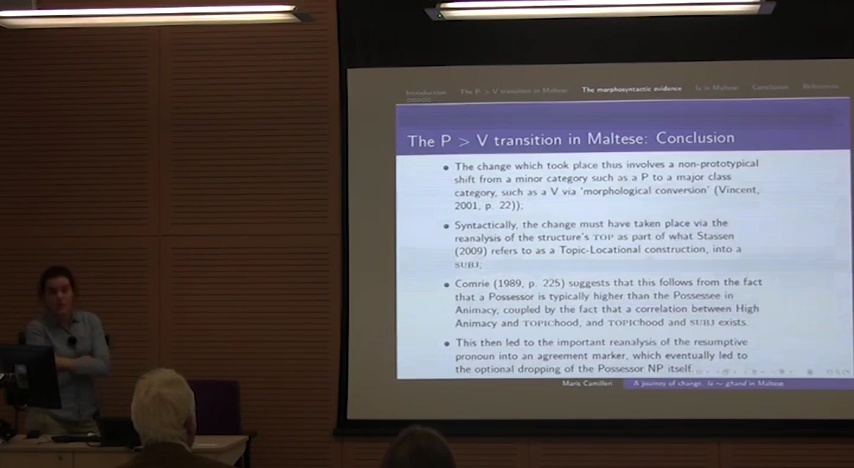 Introduction The P > V transition in Maltese The morphosyntactic evidence Conclusion References
The P > V transition in Maltese: Conclusion
The change which took place thus involves a non-prototypical
shift from a minor category such as a P to a major class
category, such as a V via 'morphological conversion' (Vincent,
2001, p. 22));
Syntactically, the change must have taken place via the
reanalysis of the structure's TOP as part of what Stassen
(2009) refers to as a Topic-Locational construction, into a
SUBJ;
Comrie (1989, p. 225) suggests that this follows from the fact
that a Possessor is typically higher than the Possessee in
Animacy, coupled by the fact that a correlation between High
Animacy and TOPIChood, and TOPIChood and SUBJ exists.
This then led to the important reanalysis of the resumptive
pronoun into an agreement marker, which eventually led to
the optional dropping of the Possessor NP itself.
Maris Camilleri A journey of change: la ~ għand in Maltese